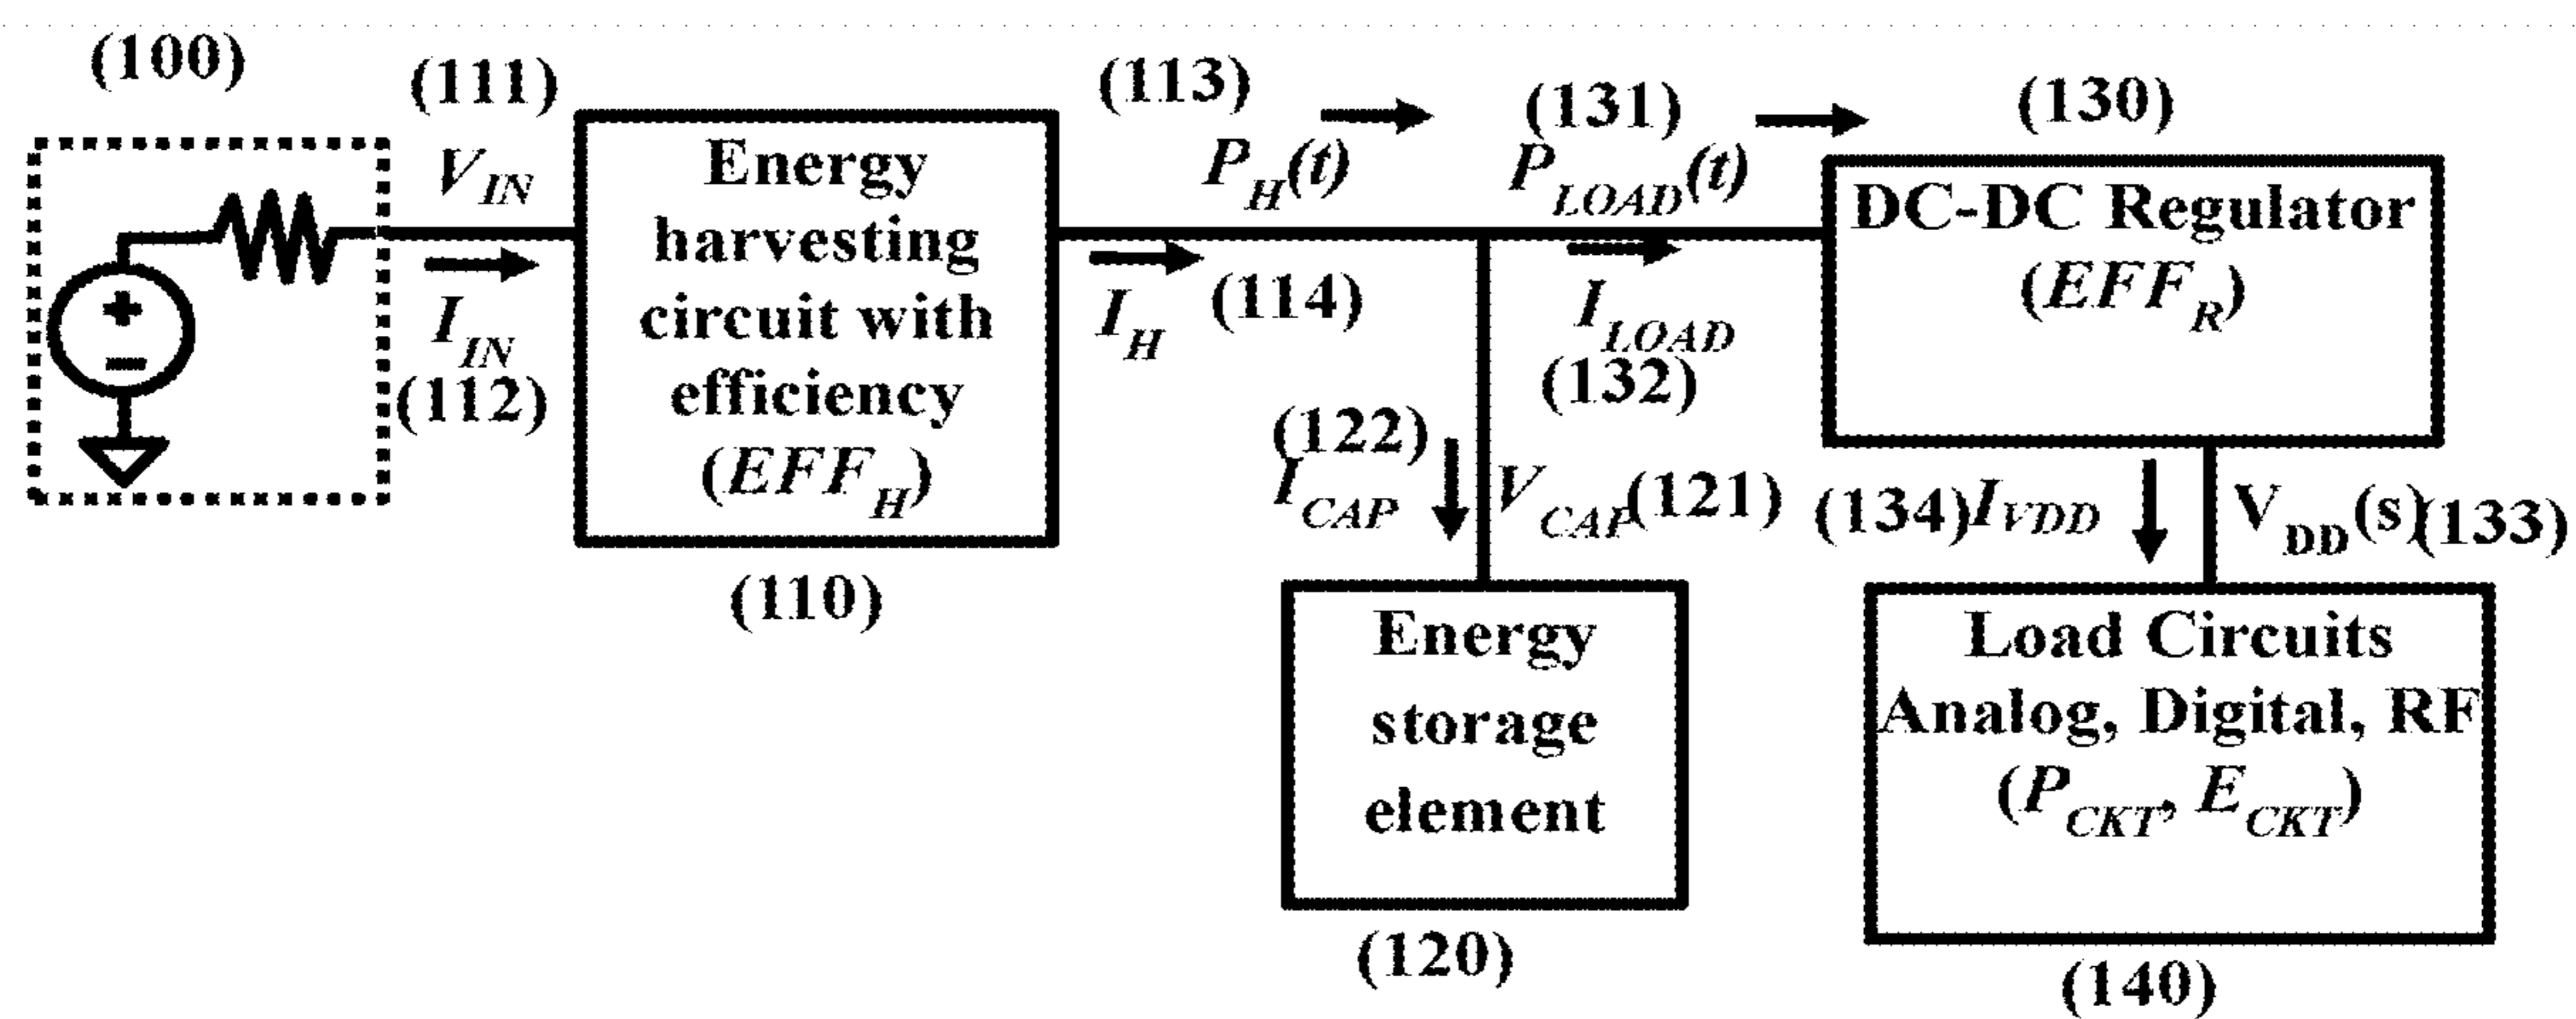 (100)
(111)
V_IN
I_IN
(112)
+
−
Energy
harvesting
circuit with
efficiency
(EFF_H)
(110)
(113)
P_H(t)
I_H
(114)
(131)
P_LOAD(t)
I_LOAD
(132)
(122)
I_CAP
V_CAP(121)
Energy
storage
element
(120)
(130)
DC-DC Regulator
(EFF_R)
(134)I_VDD
V_DD(s)(133)
Load Circuits
Analog, Digital, RF
(P_CKT, E_CKT)
(140)